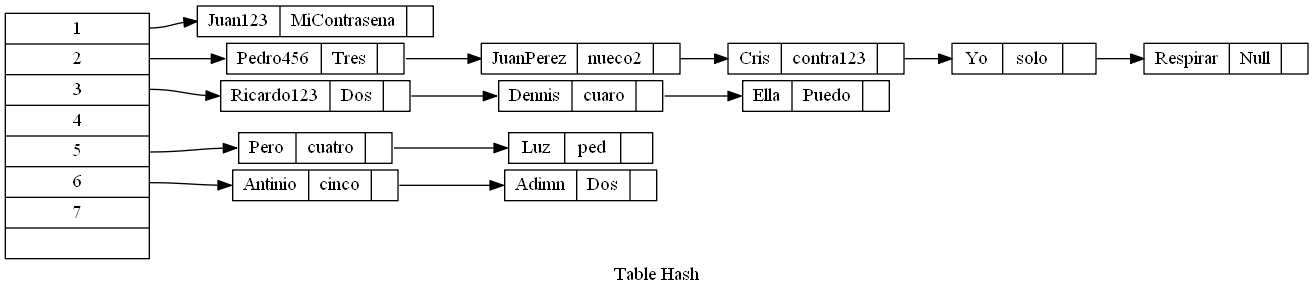 1 Juan123 MiContrasena
2 Pedro456 Tres JuanPerez nueco2 Cris contra123 Yo solo Respirar Null
3 Ricardo123 Dos Dennis cuaro Ella Puedo
4
5 Pero cuatro Luz ped
6 Antinio cinco Adimn Dos
7
Table Hash